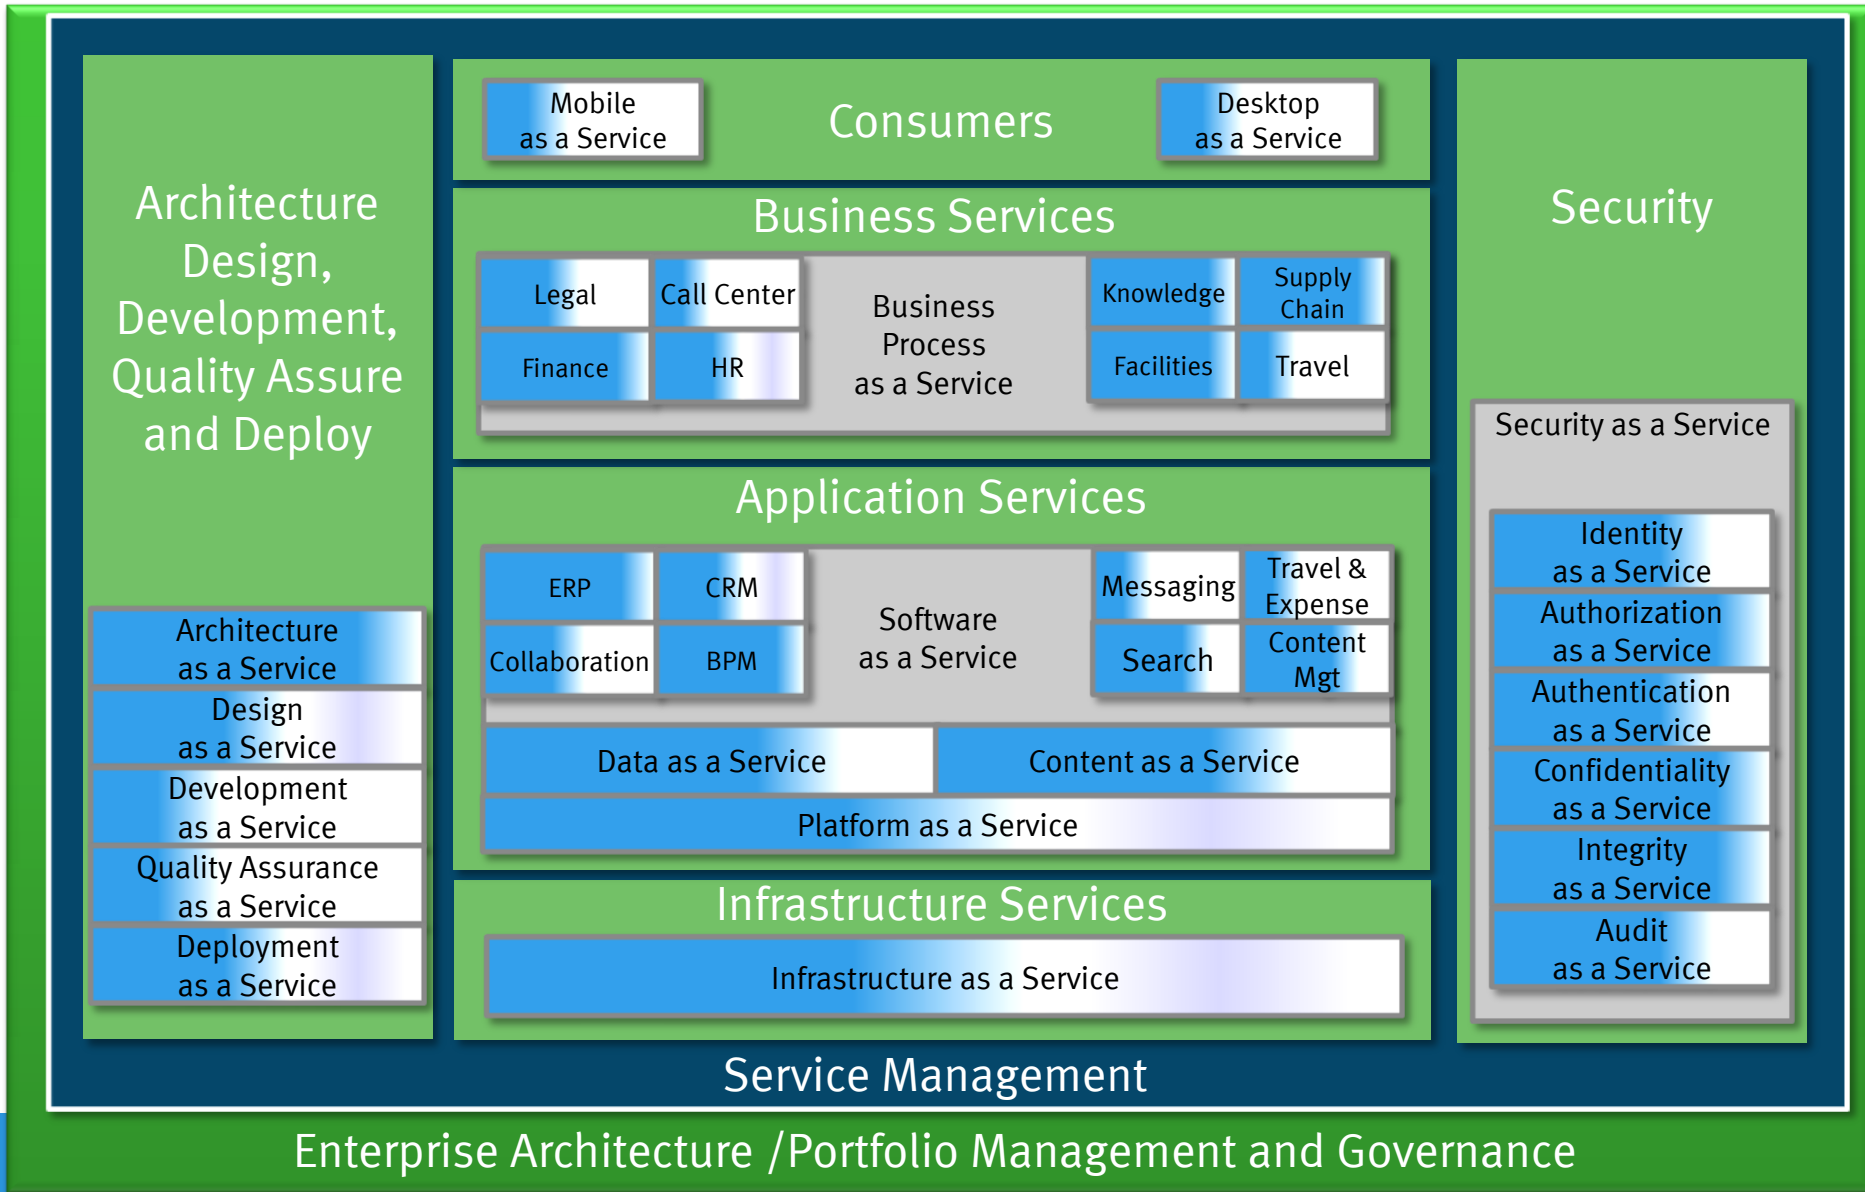 Architecture
Design,
Development,
Quality Assure
and Deploy
Architecture
as a Service
Design
as a Service
Development
as a Service
Quality Assurance
as a Service
Deployment
as a Service
Mobile
as a Service
Consumers
Desktop
as a Service
Business Services
Legal
Call Center
Finance
HR
Business
Process
as a Service
Knowledge
Supply
Chain
Facilities
Travel
Application Services
ERP
CRM
Collaboration
BPM
Software
as a Service
Messaging
Travel &
Expense
Search
Content
Mgt
Data as a Service
Content as a Service
Platform as a Service
Infrastructure Services
Infrastructure as a Service
Security
Security as a Service
Identity
as a Service
Authorization
as a Service
Authentication
as a Service
Confidentiality
as a Service
Integrity
as a Service
Audit
as a Service
Service Management
Enterprise Architecture /Portfolio Management and Governance